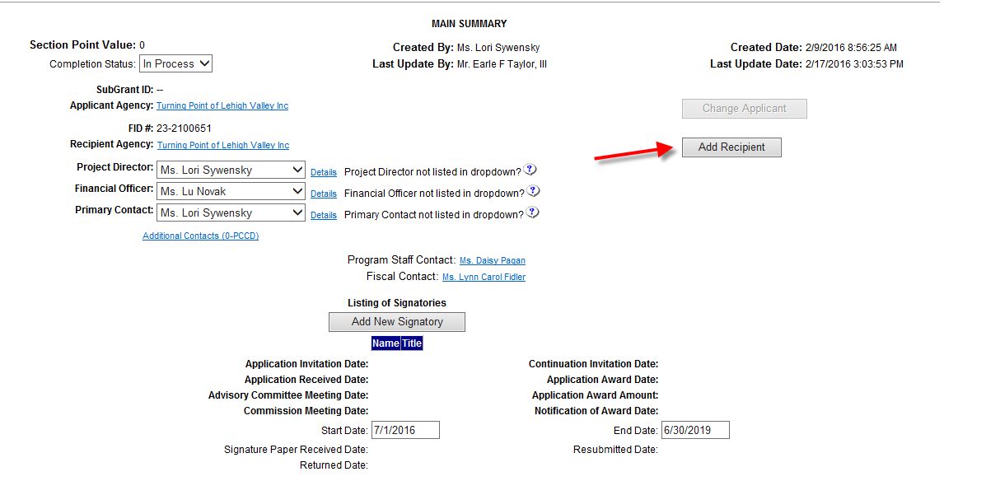 MAIN SUMMARY
Section Point Value: 0
Created By: Ms. Lori Sywensky
Created Date: 2/9/2016 8:56:25 AM
Completion Status: In Process
Last Update By: Mr. Earle F Taylor, III
Last Update Date: 2/17/2016 3:03:53 PM
SubGrant ID: --
Applicant Agency: Turning Point of Lehigh Valley Inc
Change Applicant
FID #: 23-2100651
Recipient Agency: Turning Point of Lehigh Valley Inc
Add Recipient
Project Director: Ms. Lori Sywensky Details Project Director not listed in dropdown? ?
Financial Officer: Ms. Lu Novak Details Financial Officer not listed in dropdown? ?
Primary Contact: Ms. Lori Sywensky Details Primary Contact not listed in dropdown? ?
Additional Contacts (0-PCCD)
Program Staff Contact: Ms. Daisy Pagan
Fiscal Contact: Ms. Lynn Carol Fidler
Listing of Signatories
Add New Signatory
Name Title
Application Invitation Date:
Continuation Invitation Date:
Application Received Date:
Application Award Date:
Advisory Committee Meeting Date:
Application Award Amount:
Commission Meeting Date:
Notification of Award Date:
Start Date: 7/1/2016
End Date: 6/30/2019
Signature Paper Received Date:
Resubmitted Date:
Returned Date: